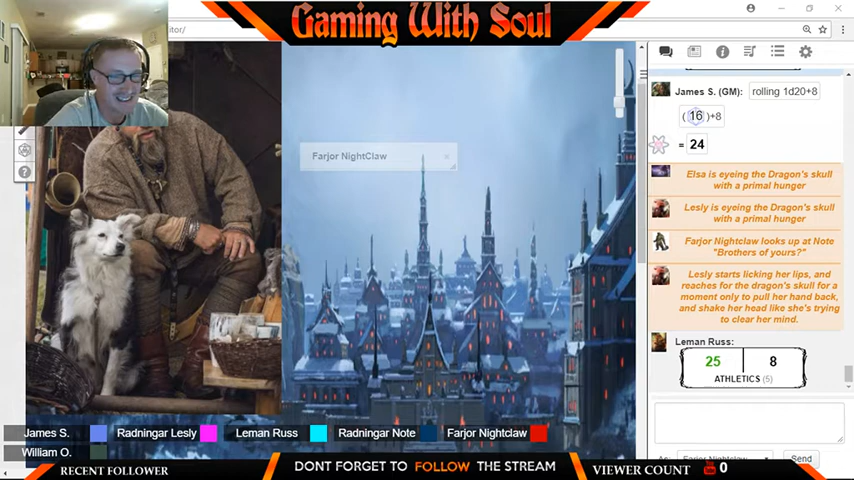 Gaming With Soul
itor/
Farjor NightClaw
James S. (GM): rolling 1d20+8
(16)+8
= 24
Elsa is eyeing the Dragon's skull
with a primal hunger
Lesly is eyeing the Dragon's skull
with a primal hunger
Farjor Nightclaw looks up at Note
"Brothers of yours?"
Lesly starts licking her lips, and
reaches for the dragon's skull for a
moment only to pull her hand
back, and shake her head like she's trying
to clear her mind.
Leman Russ:
25 8
ATHLETICS (5)
James S. Radningar Lesly Leman Russ Radningar Note Farjor Nightclaw
William O.
As: Farjor Nightclaw Send
RECENT FOLLOWER DONT FORGET TO FOLLOW THE STREAM VIEWER COUNT 0